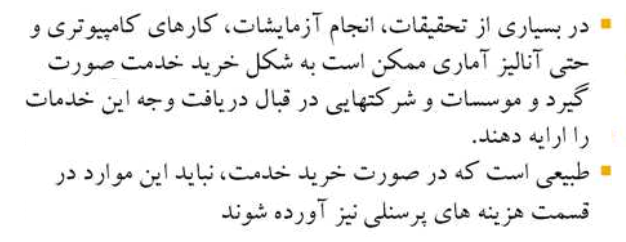 در بسیاری از تحقیقات، انجام آزمایشات، کارهای کامپیوتری و
حتی آنالیز آماری ممکن است به شکل خرید خدمت صورت
گیرد و موسسات و شرکتهایی در قبال دریافت وجه این خدمات
را ارایه دهند.
طبیعی است که در صورت خرید خدمت، نباید این موارد در
قسمت هزینه های پرسنلی نیز آورده شوند